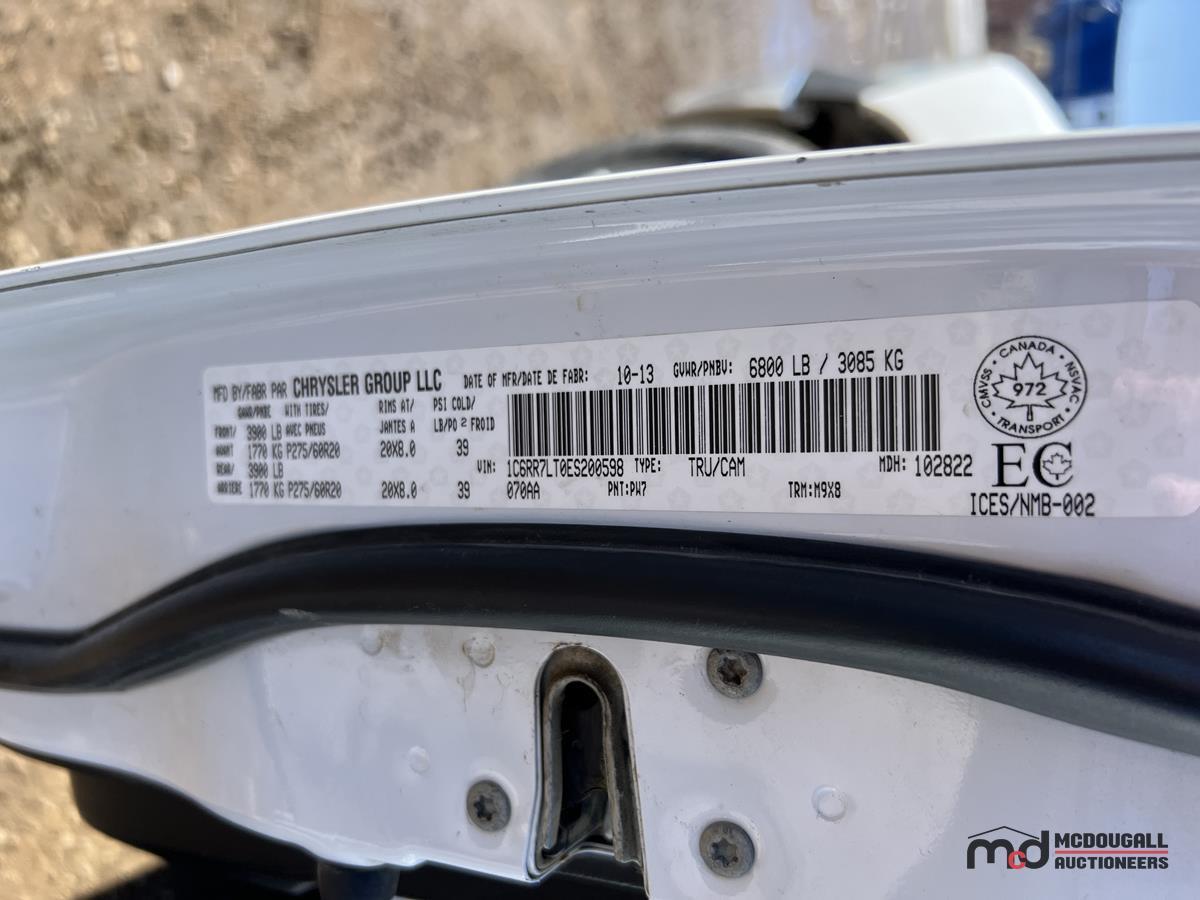 MFD BY/FABR PAR CHRYSLER GROUP LLC DATE OF MFR/DATE DE FABR: 10-13 GVWR/PNBV: 6800 LB / 3085 KG
GAWR/PNBE WITH TIRES/ RIMS AT/ PSI COLD/
FRONT/ 3900 LB AVEC PNEUS JANTES A LB/PO² FROID
AVANT 1770 KG P275/60R20 20X8.0 39
REAR/ 3900 LB
ARRIERE 1770 KG P275/60R20 20X8.0 39
VIN: 1C6RR7LT0ES200598 TYPE: TRU/CAM MDH: 102822
070AA PNT:PW7 TRM:M9X8
CANADA
CMVSS NSVAC
972
TRANSPORT
EC
ICES/NMB-002
mcd MCDOUGALL
AUCTIONEERS